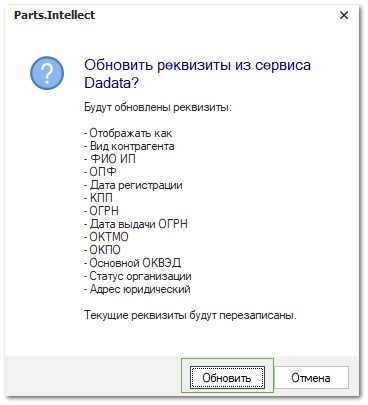 Parts.Intellect
Обновить реквизиты из сервиса
Dadata?
Будут обновлены реквизиты:
- Отображать как
- Вид контрагента
- ФИО ИП
- ОПФ
- Дата регистрации
- КПП
- ОГРН
- Дата выдачи ОГРН
- ОКТМО
- ОКПО
- Основной ОКВЭД
- Статус организации
- Адрес юридический
Текущие реквизиты будут перезаписаны.
Обновить
Отмена